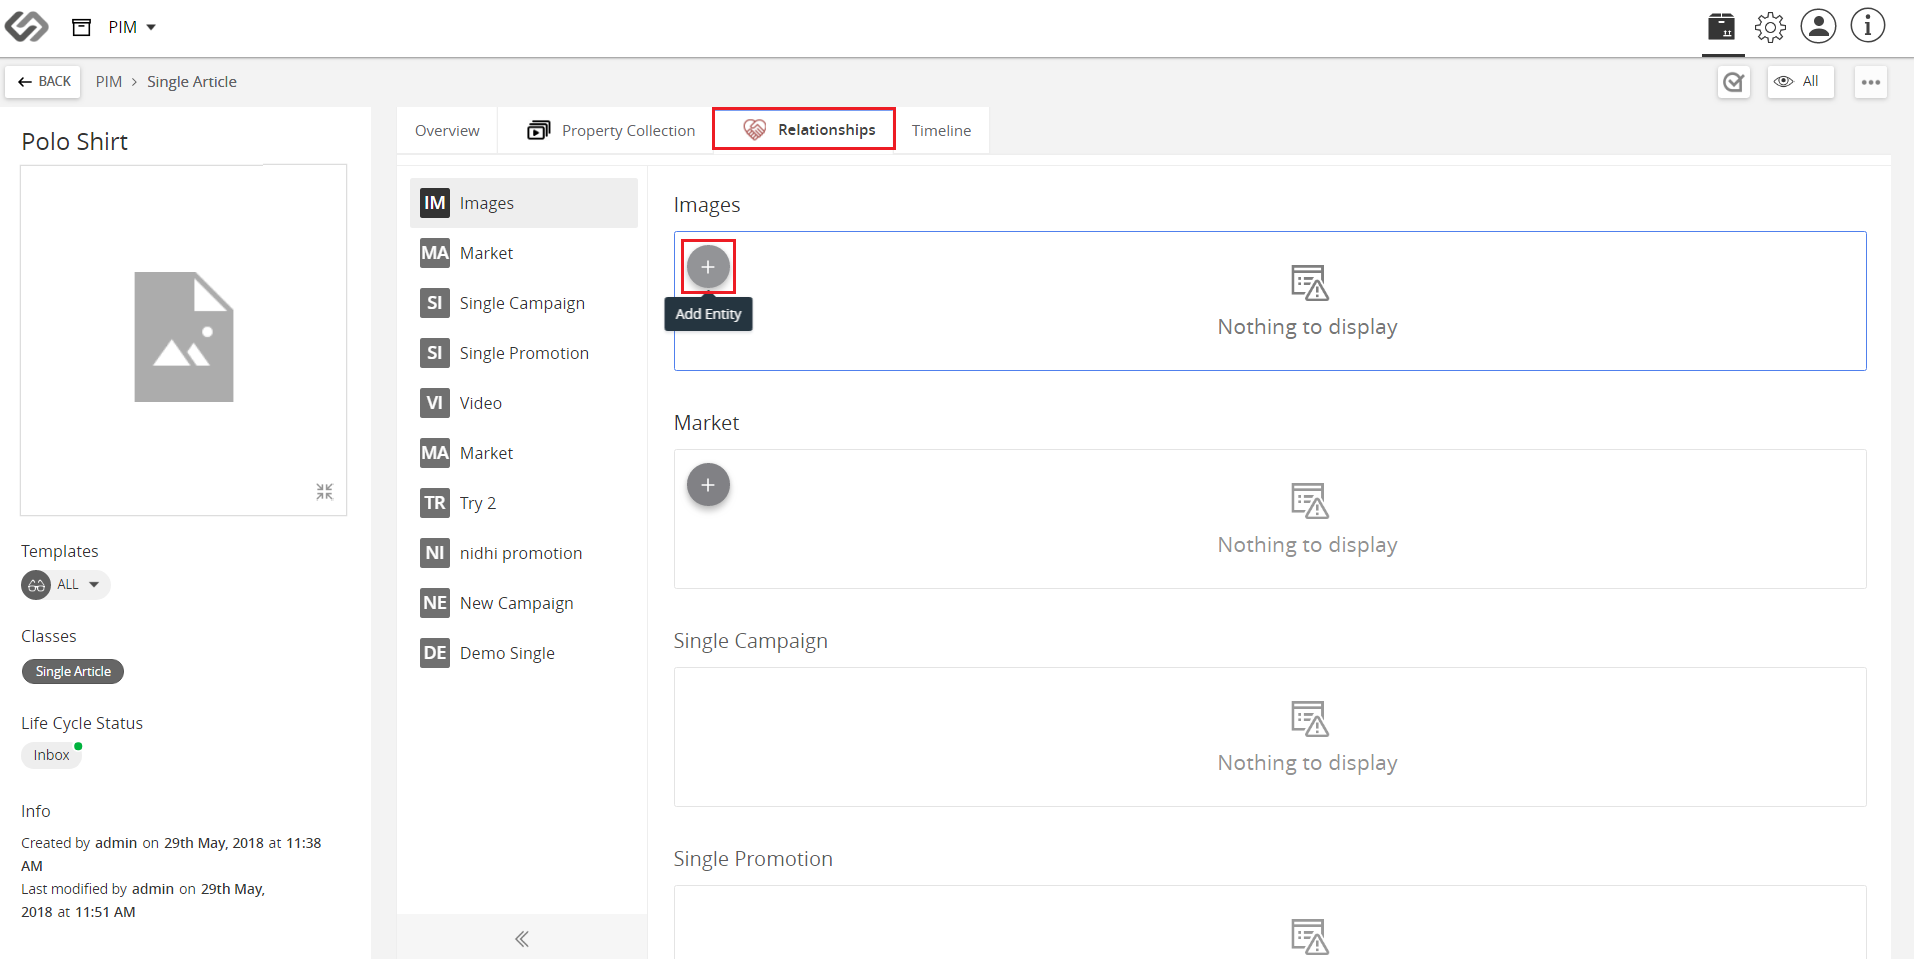 PIM
BACK
PIM > Single Article
All
Polo Shirt
Templates
ALL
Classes
Single Article
Life Cycle Status
Inbox
Info
Created by admin on 29th May, 2018 at 11:38
AM
Last modified by admin on 29th May,
2018 at 11:51 AM
Overview
Property Collection
Relationships
Timeline
IM Images
MA Market
SI Single Campaign
SI Single Promotion
VI Video
MA Market
TR Try 2
NI nidhi promotion
NE New Campaign
DE Demo Single
Images
Add Entity
Nothing to display
Market
Nothing to display
Single Campaign
Nothing to display
Single Promotion